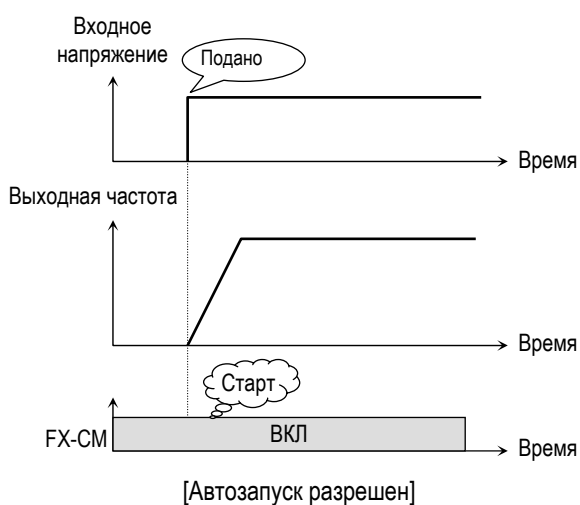 Входное
напряжение
Подано
Время
Выходная частота
Время
Старт
FX-CM
ВКЛ
Время
[Автозапуск разрешен]